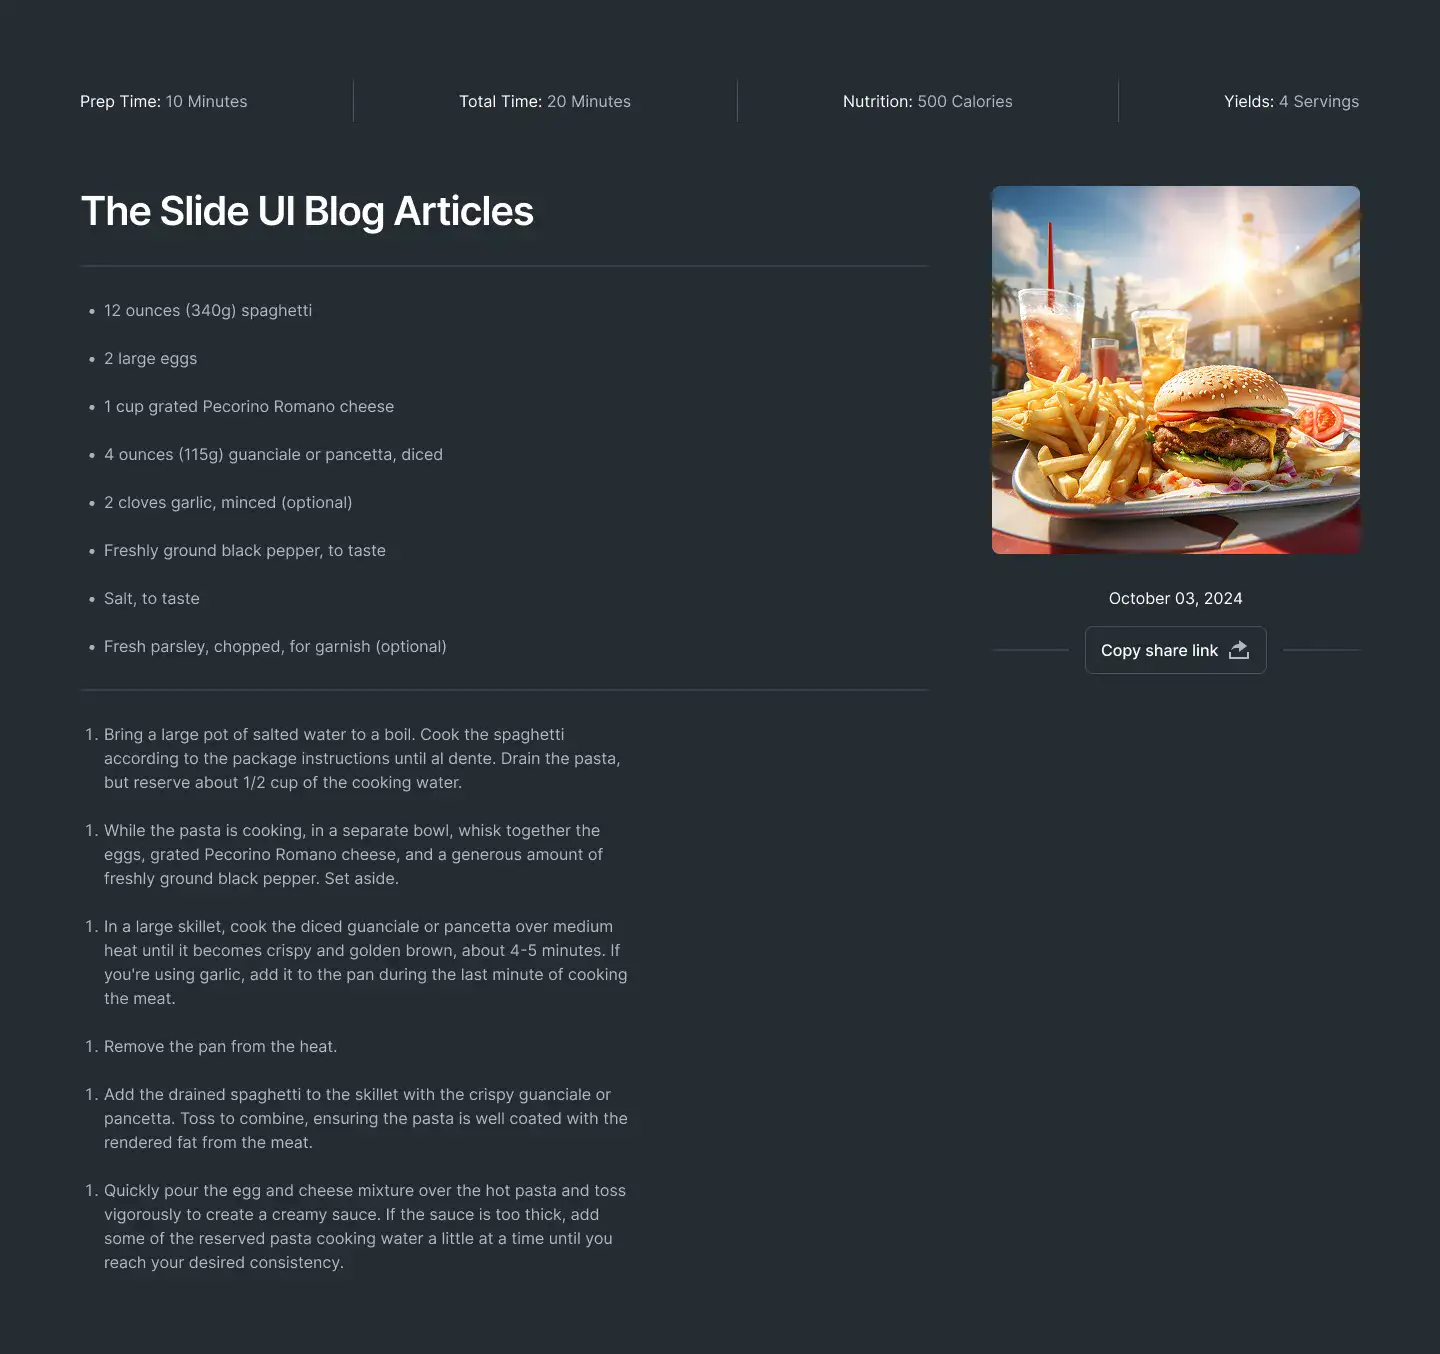 Prep Time: 10 Minutes
Total Time: 20 Minutes
Nutrition: 500 Calories
Yields: 4 Servings
The Slide UI Blog Articles
• 12 ounces (340g) spaghetti
• 2 large eggs
• 1 cup grated Pecorino Romano cheese
• 4 ounces (115g) guanciale or pancetta, diced
• 2 cloves garlic, minced (optional)
• Freshly ground black pepper, to taste
• Salt, to taste
• Fresh parsley, chopped, for garnish (optional)
1. Bring a large pot of salted water to a boil. Cook the spaghetti
according to the package instructions until al dente. Drain the pasta,
but reserve about 1/2 cup of the cooking water.
1. While the pasta is cooking, in a separate bowl, whisk together the
eggs, grated Pecorino Romano cheese, and a generous amount of
freshly ground black pepper. Set aside.
1. In a large skillet, cook the diced guanciale or pancetta over medium
heat until it becomes crispy and golden brown, about 4-5 minutes. If
you're using garlic, add it to the pan during the last minute of cooking
the meat.
1. Remove the pan from the heat.
1. Add the drained spaghetti to the skillet with the crispy guanciale or
pancetta. Toss to combine, ensuring the pasta is well coated with the
rendered fat from the meat.
1. Quickly pour the egg and cheese mixture over the hot pasta and toss
vigorously to create a creamy sauce. If the sauce is too thick, add
some of the reserved pasta cooking water a little at a time until you
reach your desired consistency.
October 03, 2024
Copy share link